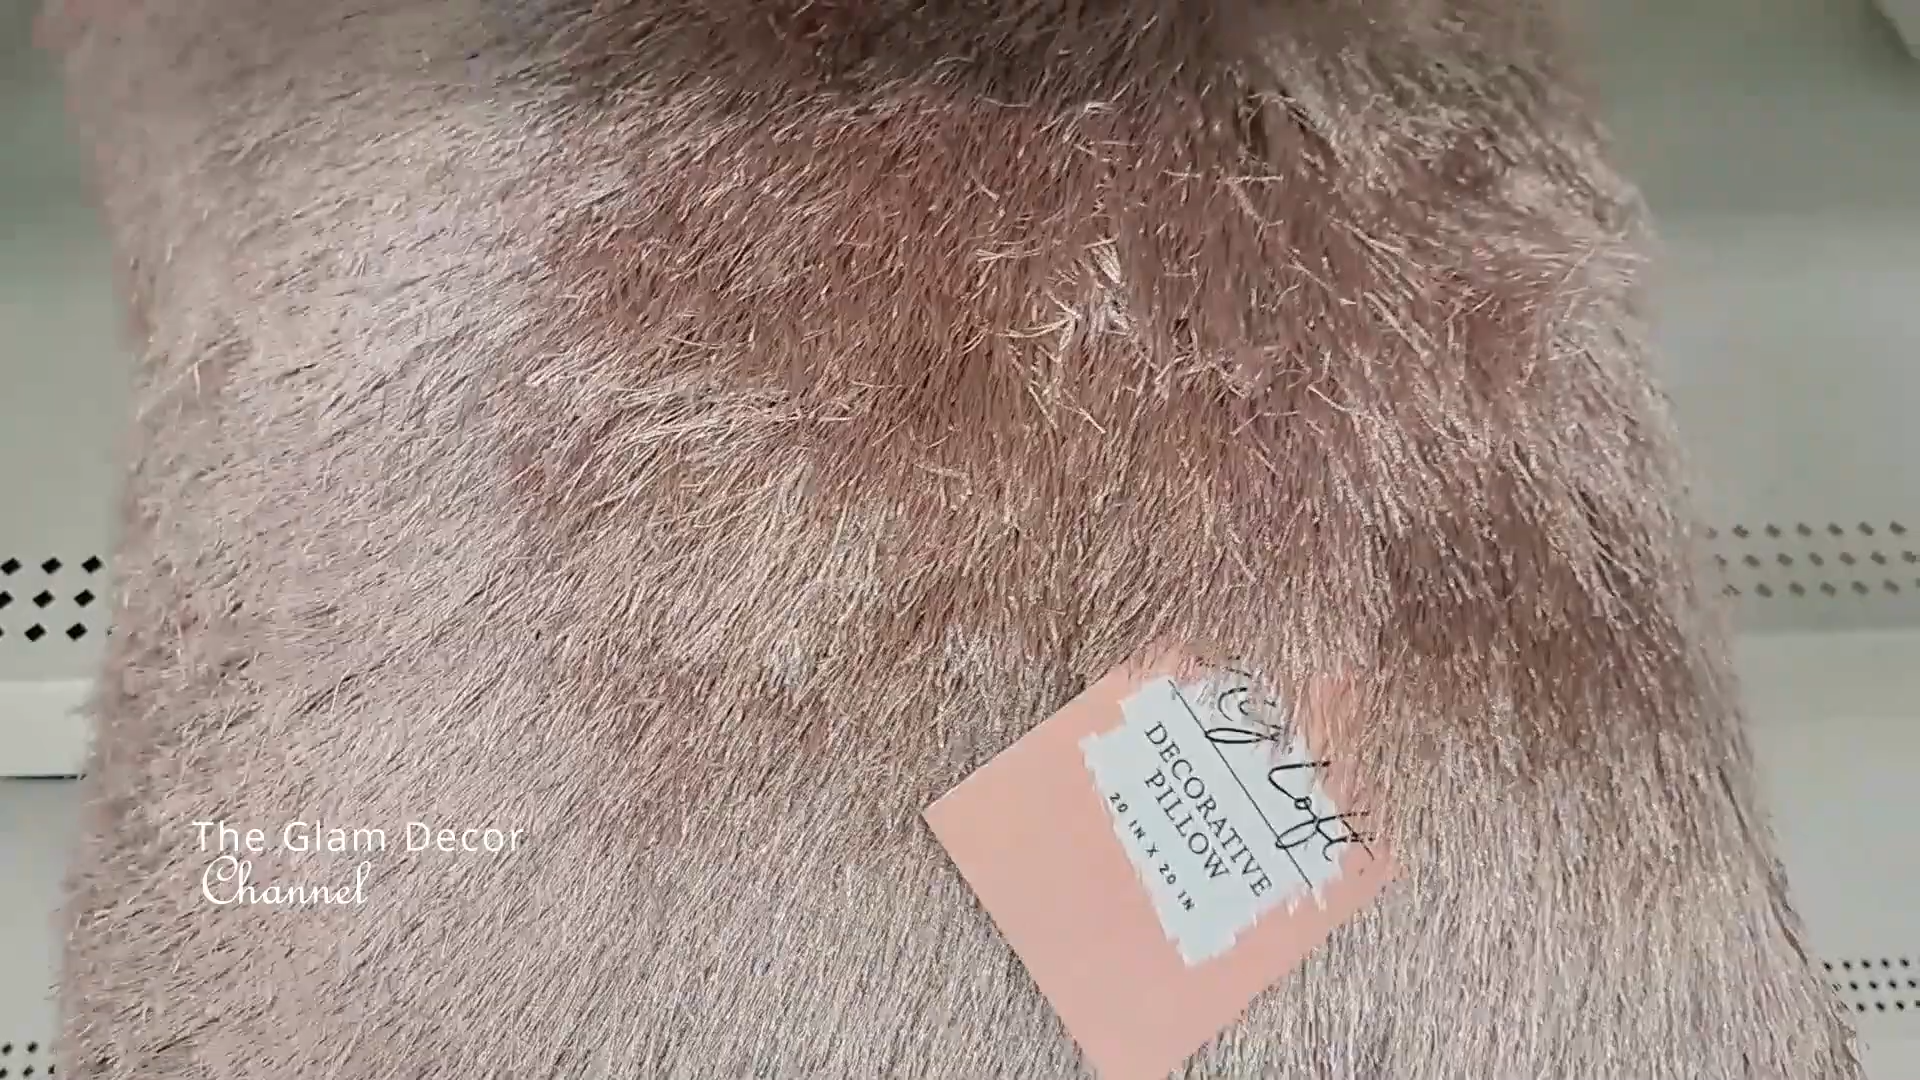 Loft
DECORATIVE
PILLOW
20 IN X 20 IN
The Glam Decor
Channel